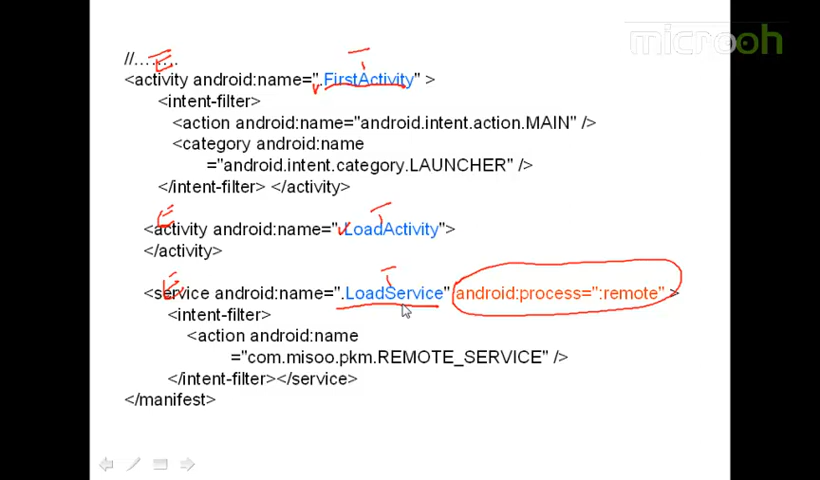 microoh
//.......
E
T
<activity android:name=".FirstActivity" >
<intent-filter>
<action android:name="android.intent.action.MAIN" />
<category android:name
="android.intent.category.LAUNCHER" />
</intent-filter> </activity>
E
T
<activity android:name=".LoadActivity">
</activity>
E
T
<service android:name=".LoadService" android:process=":remote" >
<intent-filter>
<action android:name
="com.misoo.pkm.REMOTE_SERVICE" />
</intent-filter></service>
</manifest>